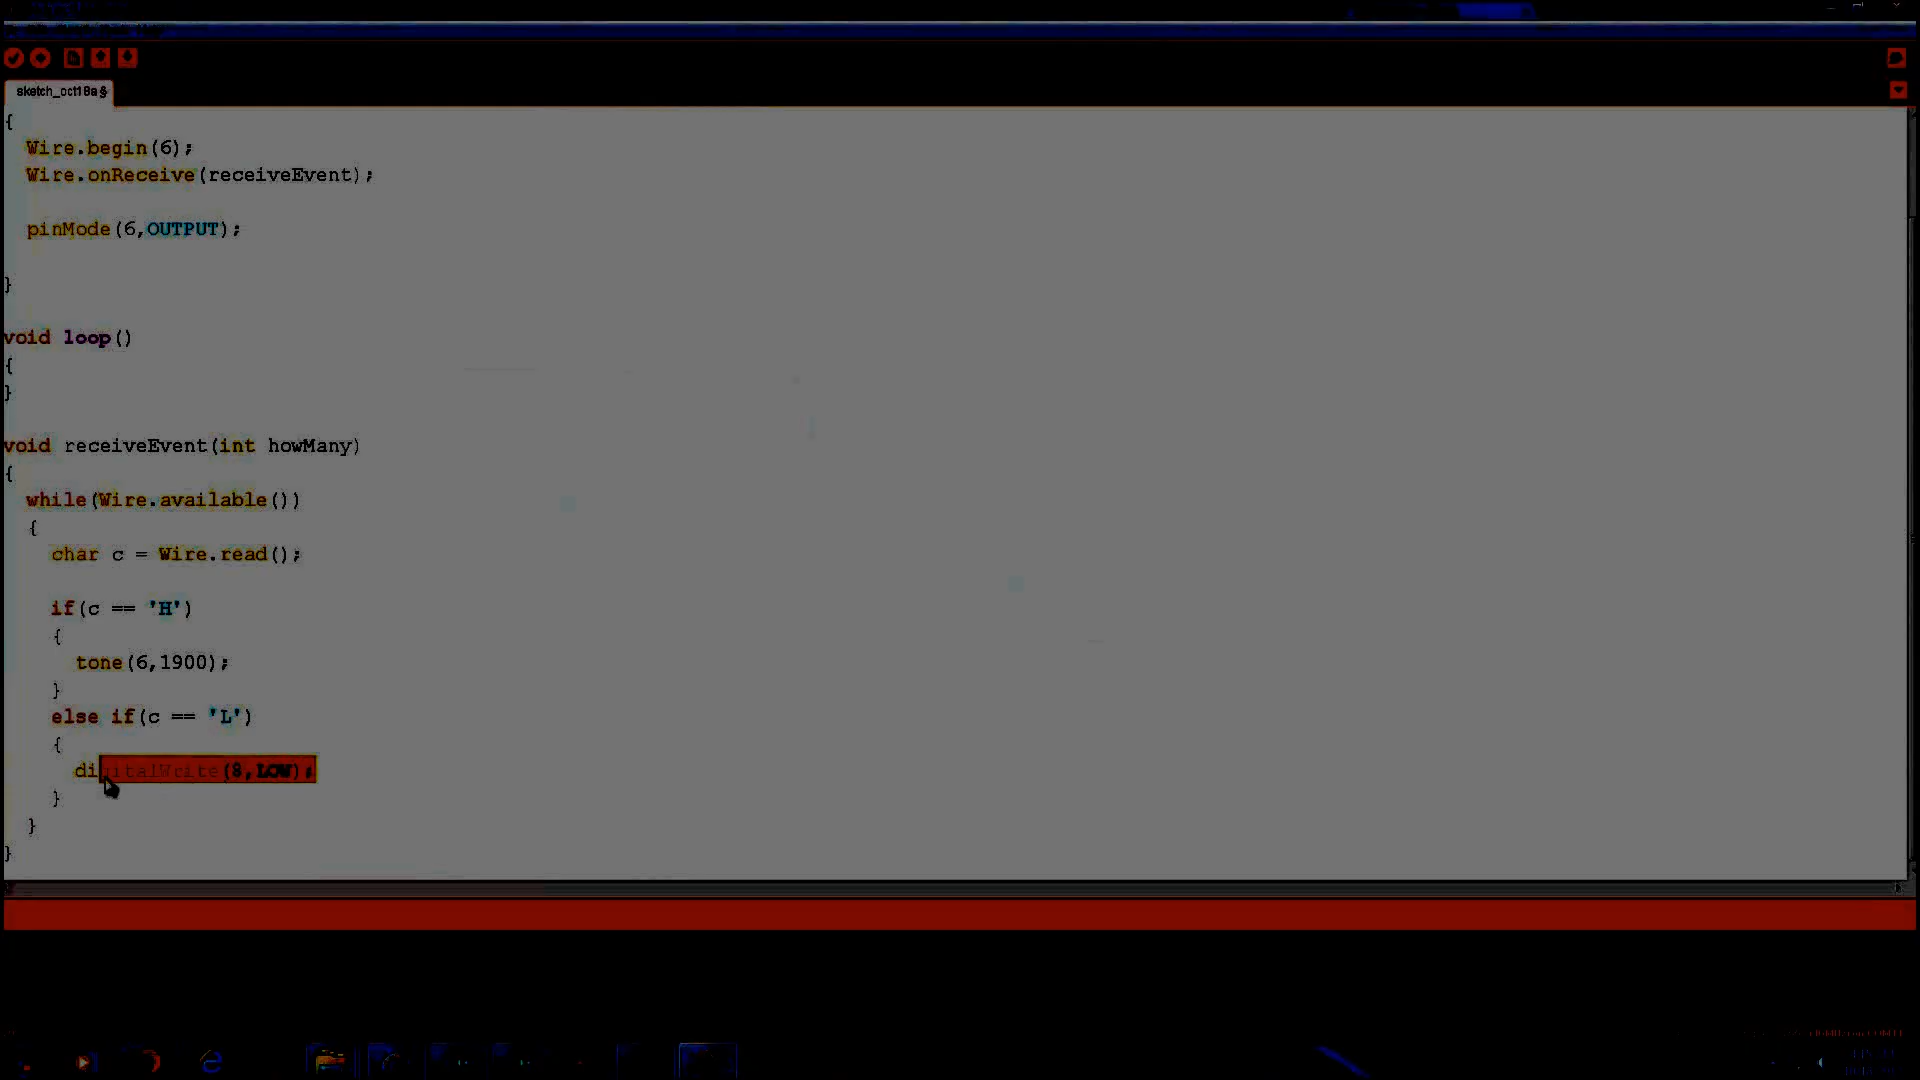 sketch_oct18a§
{
Wire.begin(6);
Wire.onReceive(receiveEvent);
pinMode(6,OUTPUT);
}
void loop()
{
}
void receiveEvent(int howMany)
{
while(Wire.available())
{
char c = Wire.read();
if(c == 'H')
{
tone(6,1900);
}
else if(c == 'L')
{
digitalWrite(8,LOW);
}
}
}